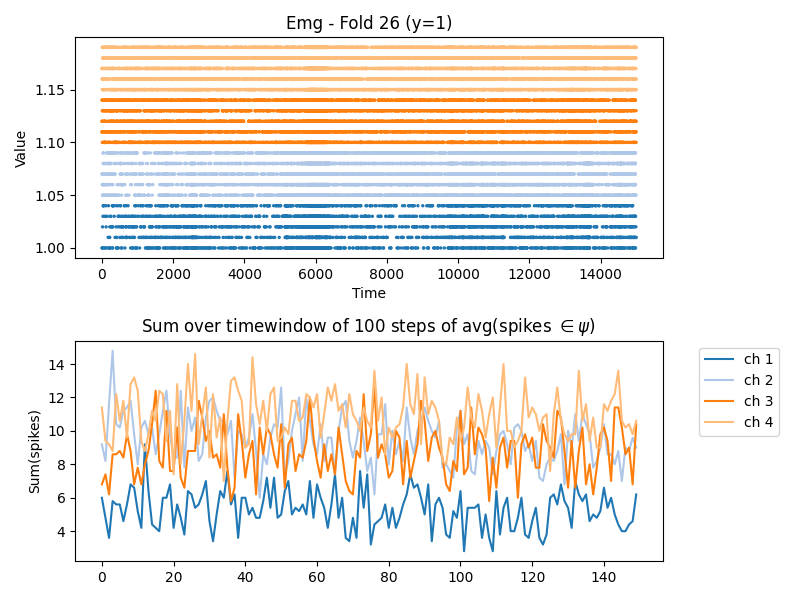 Emg - Fold 26 (y=1)
Value
1.15
1.10
1.05
1.00
0 2000 4000 6000 8000 10000 12000 14000
Time
Sum over timewindow of 100 steps of avg(spikes ∈ ψ)
Sum(spikes)
14
12
10
8
6
4
0 20 40 60 80 100 120 140
ch 1
ch 2
ch 3
ch 4